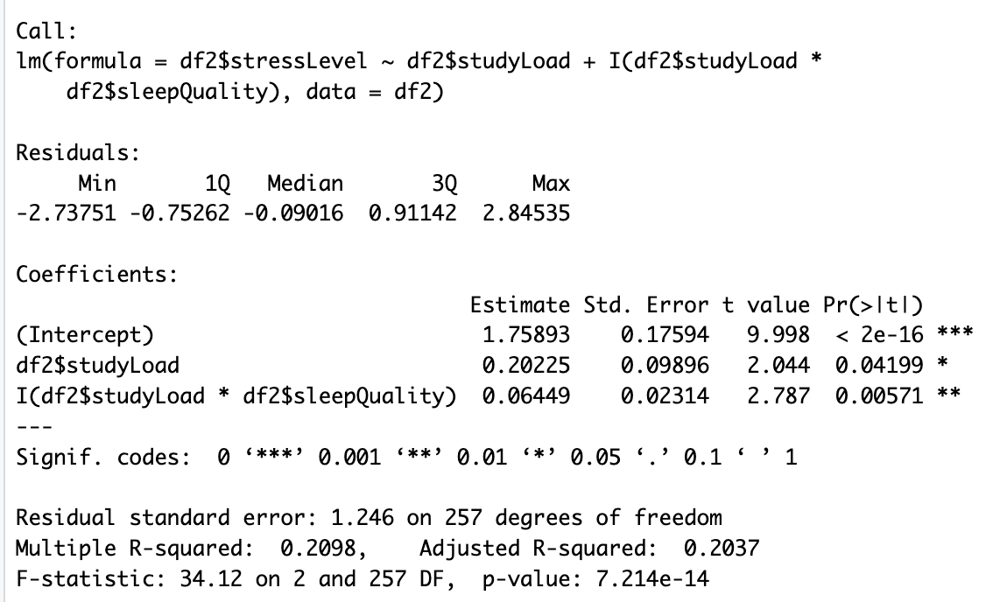 Call:
lm(formula = df2$stressLevel ~ df2$studyLoad + I(df2$studyLoad *
    df2$sleepQuality), data = df2)

Residuals:
     Min       1Q   Median       3Q      Max
-2.73751 -0.75262 -0.09016  0.91142  2.84535

Coefficients:
                                  Estimate Std. Error t value Pr(>|t|)
(Intercept)                        1.75893    0.17594   9.998  < 2e-16 ***
df2$studyLoad                      0.20225    0.09896   2.044  0.04199 *
I(df2$studyLoad * df2$sleepQuality)  0.06449    0.02314   2.787  0.00571 **
---
Signif. codes:  0 ‘***’ 0.001 ‘**’ 0.01 ‘*’ 0.05 ‘.’ 0.1 ‘ ’ 1

Residual standard error: 1.246 on 257 degrees of freedom
Multiple R-squared:  0.2098,    Adjusted R-squared:  0.2037
F-statistic: 34.12 on 2 and 257 DF,  p-value: 7.214e-14